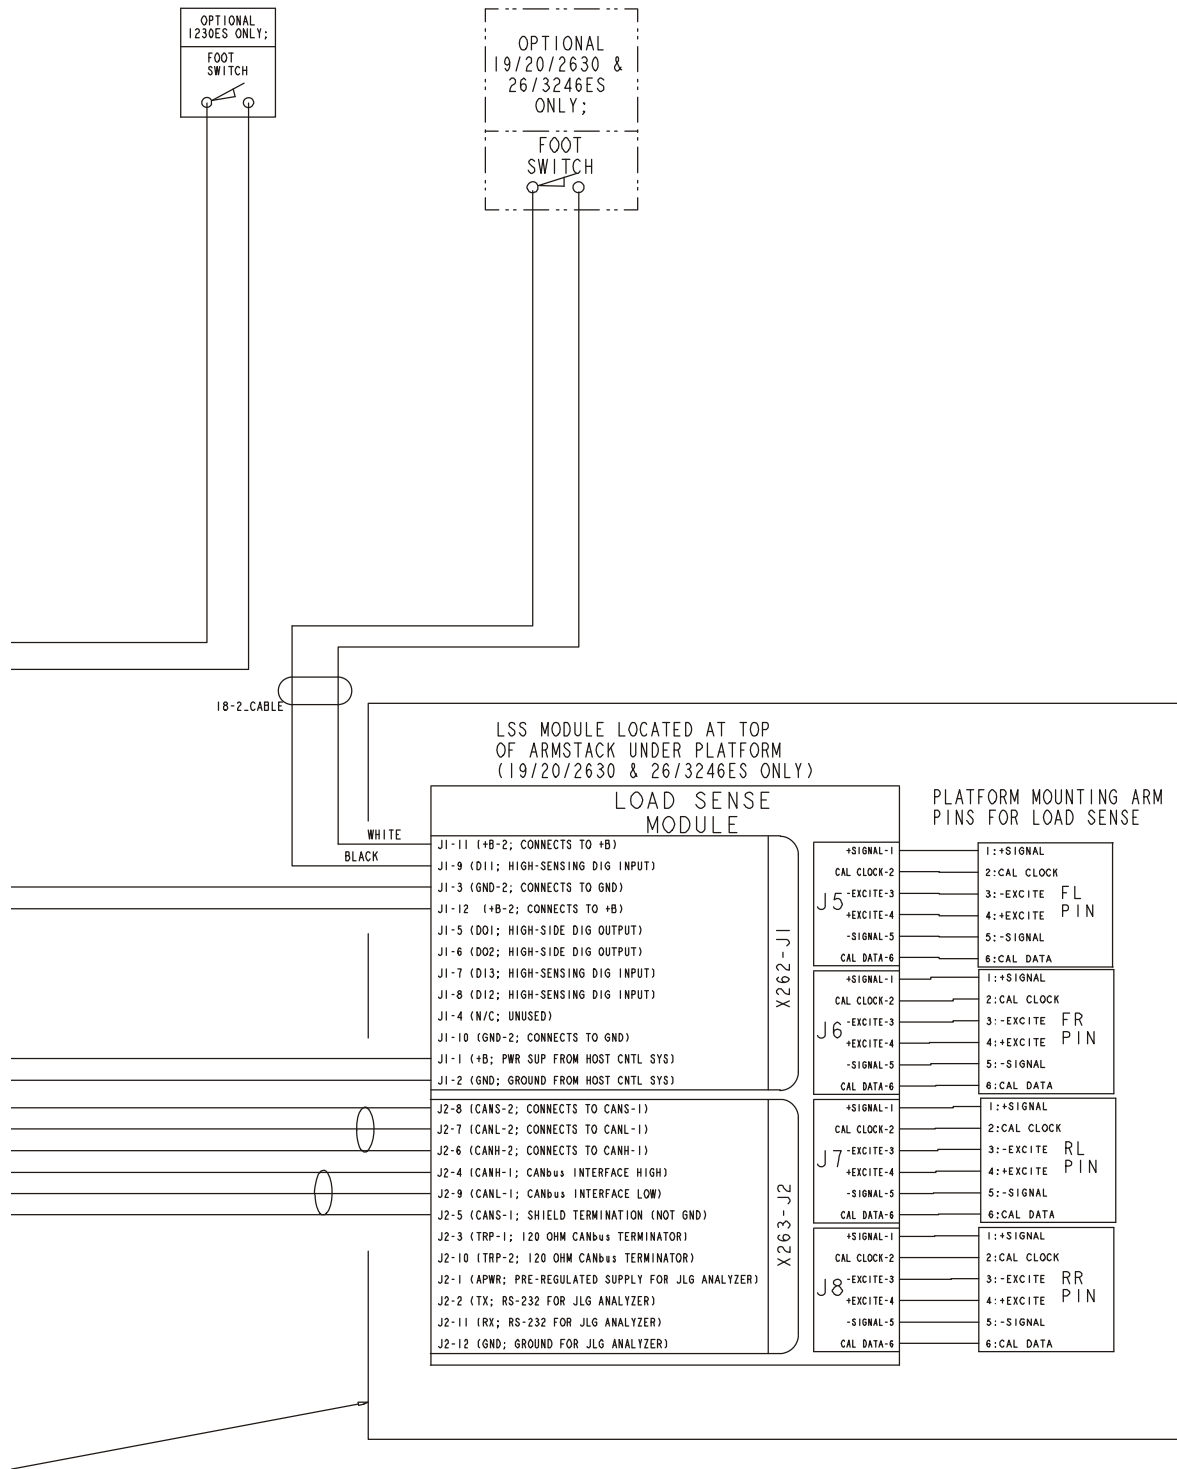 OPTIONAL
1230ES ONLY;
FOOT
SWITCH
OPTIONAL
19/20/2630 &
26/3246ES
ONLY;
FOOT
SWITCH
18-2_CABLE
LSS MODULE LOCATED AT TOP
OF ARMSTACK UNDER PLATFORM
(19/20/2630 & 26/3246ES ONLY)
LOAD SENSE
MODULE
PLATFORM MOUNTING ARM
PINS FOR LOAD SENSE
WHITE
BLACK
J1-11 (+B-2; CONNECTS TO +B)
J1-9 (DI1; HIGH-SENSING DIG INPUT)
J1-3 (GND-2; CONNECTS TO GND)
J1-12 (+B-2; CONNECTS TO +B)
J1-5 (DO1; HIGH-SIDE DIG OUTPUT)
J1-6 (DO2; HIGH-SIDE DIG OUTPUT)
J1-7 (DI3; HIGH-SENSING DIG INPUT)
J1-8 (DI2; HIGH-SENSING DIG INPUT)
J1-4 (N/C; UNUSED)
J1-10 (GND-2; CONNECTS TO GND)
J1-1 (+B; PWR SUP FROM HOST CNTL SYS)
J1-2 (GND; GROUND FROM HOST CNTL SYS)
X262-J1
J2-8 (CANS-2; CONNECTS TO CANS-1)
J2-7 (CANL-2; CONNECTS TO CANL-1)
J2-6 (CANH-2; CONNECTS TO CANH-1)
J2-4 (CANH-1; CANbus INTERFACE HIGH)
J2-9 (CANL-1; CANbus INTERFACE LOW)
J2-5 (CANS-1; SHIELD TERMINATION (NOT GND)
J2-3 (TRP-1; 120 OHM CANbus TERMINATOR)
J2-10 (TRP-2; 120 OHM CANbus TERMINATOR)
J2-1 (APWR; PRE-REGULATED SUPPLY FOR JLG ANALYZER)
J2-2 (TX; RS-232 FOR JLG ANALYZER)
J2-11 (RX; RS-232 FOR JLG ANALYZER)
J2-12 (GND; GROUND FOR JLG ANALYZER)
X263-J2
J5
+SIGNAL-1
CAL CLOCK-2
-EXCITE-3
+EXCITE-4
-SIGNAL-5
CAL DATA-6
1:+SIGNAL
2:CAL CLOCK
3:-EXCITE
4:+EXCITE
5:-SIGNAL
6:CAL DATA
FL
PIN
J6
+SIGNAL-1
CAL CLOCK-2
-EXCITE-3
+EXCITE-4
-SIGNAL-5
CAL DATA-6
1:+SIGNAL
2:CAL CLOCK
3:-EXCITE
4:+EXCITE
5:-SIGNAL
6:CAL DATA
FR
PIN
J7
+SIGNAL-1
CAL CLOCK-2
-EXCITE-3
+EXCITE-4
-SIGNAL-5
CAL DATA-6
1:+SIGNAL
2:CAL CLOCK
3:-EXCITE
4:+EXCITE
5:-SIGNAL
6:CAL DATA
RL
PIN
J8
+SIGNAL-1
CAL CLOCK-2
-EXCITE-3
+EXCITE-4
-SIGNAL-5
CAL DATA-6
1:+SIGNAL
2:CAL CLOCK
3:-EXCITE
4:+EXCITE
5:-SIGNAL
6:CAL DATA
RR
PIN